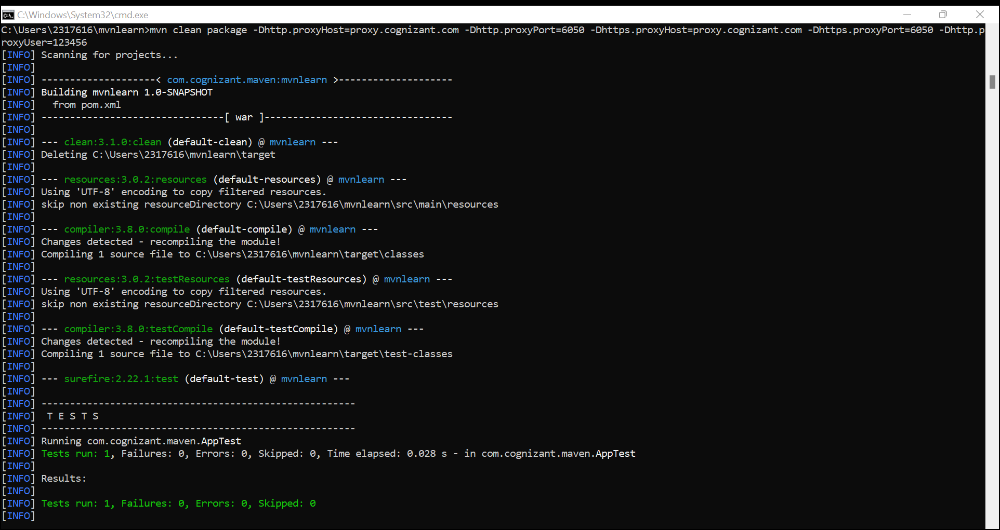 C:\Windows\System32\cmd.exe
C:\Users\2317616\mvnlearn>mvn clean package -Dhttp.proxyHost=proxy.cognizant.com -Dhttp.proxyPort=6050 -Dhttps.proxyHost=proxy.cognizant.com -Dhttps.proxyPort=6050 -Dhttp.p
roxyUser=123456
[INFO] Scanning for projects...
[INFO]
[INFO] --------------------< com.cognizant.maven:mvnlearn >--------------------
[INFO] Building mvnlearn 1.0-SNAPSHOT
[INFO]   from pom.xml
[INFO] --------------------------------[ war ]---------------------------------
[INFO]
[INFO] --- clean:3.1.0:clean (default-clean) @ mvnlearn ---
[INFO] Deleting C:\Users\2317616\mvnlearn\target
[INFO]
[INFO] --- resources:3.0.2:resources (default-resources) @ mvnlearn ---
[INFO] Using 'UTF-8' encoding to copy filtered resources.
[INFO] skip non existing resourceDirectory C:\Users\2317616\mvnlearn\src\main\resources
[INFO]
[INFO] --- compiler:3.8.0:compile (default-compile) @ mvnlearn ---
[INFO] Changes detected - recompiling the module!
[INFO] Compiling 1 source file to C:\Users\2317616\mvnlearn\target\classes
[INFO]
[INFO] --- resources:3.0.2:testResources (default-testResources) @ mvnlearn ---
[INFO] Using 'UTF-8' encoding to copy filtered resources.
[INFO] skip non existing resourceDirectory C:\Users\2317616\mvnlearn\src\test\resources
[INFO]
[INFO] --- compiler:3.8.0:testCompile (default-testCompile) @ mvnlearn ---
[INFO] Changes detected - recompiling the module!
[INFO] Compiling 1 source file to C:\Users\2317616\mvnlearn\target\test-classes
[INFO]
[INFO] --- surefire:2.22.1:test (default-test) @ mvnlearn ---
[INFO]
[INFO] -------------------------------------------------------
[INFO]  T E S T S
[INFO] -------------------------------------------------------
[INFO] Running com.cognizant.maven.AppTest
[INFO] Tests run: 1, Failures: 0, Errors: 0, Skipped: 0, Time elapsed: 0.028 s - in com.cognizant.maven.AppTest
[INFO]
[INFO] Results:
[INFO]
[INFO] Tests run: 1, Failures: 0, Errors: 0, Skipped: 0
[INFO]